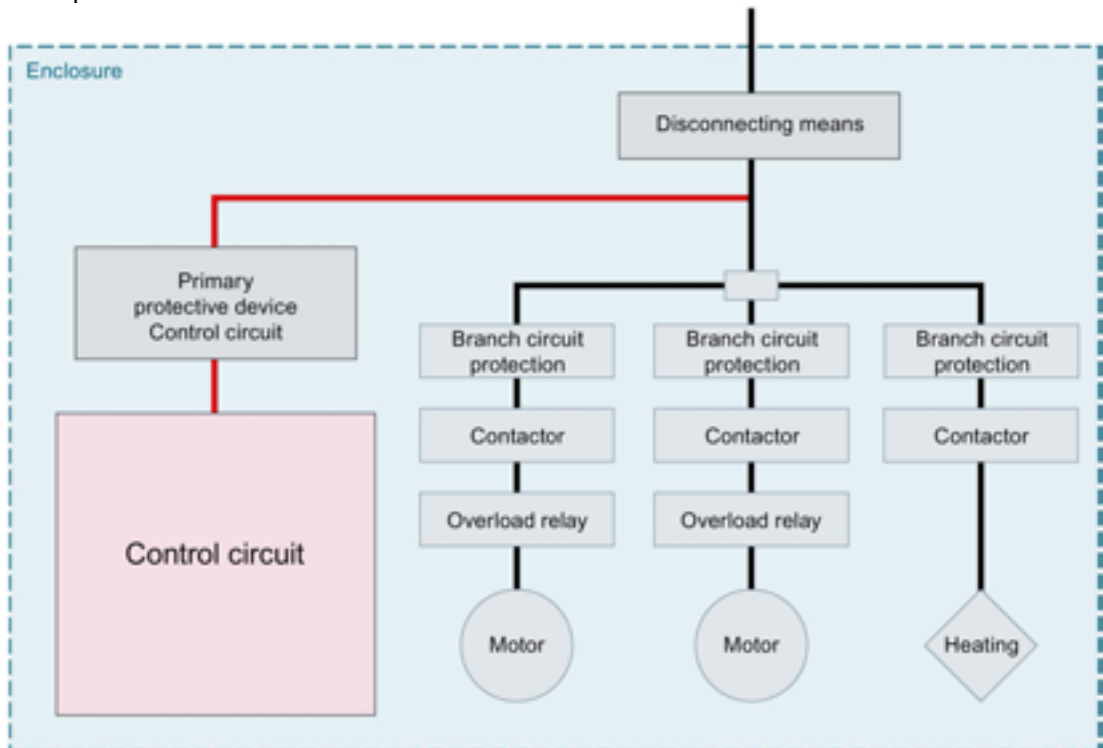 Enclosure
Disconnecting means
Primary
protective device
Control circuit
Branch circuit
protection
Branch circuit
protection
Branch circuit
protection
Contactor
Contactor
Contactor
Overload relay
Overload relay
Control circuit
Motor
Motor
Heating